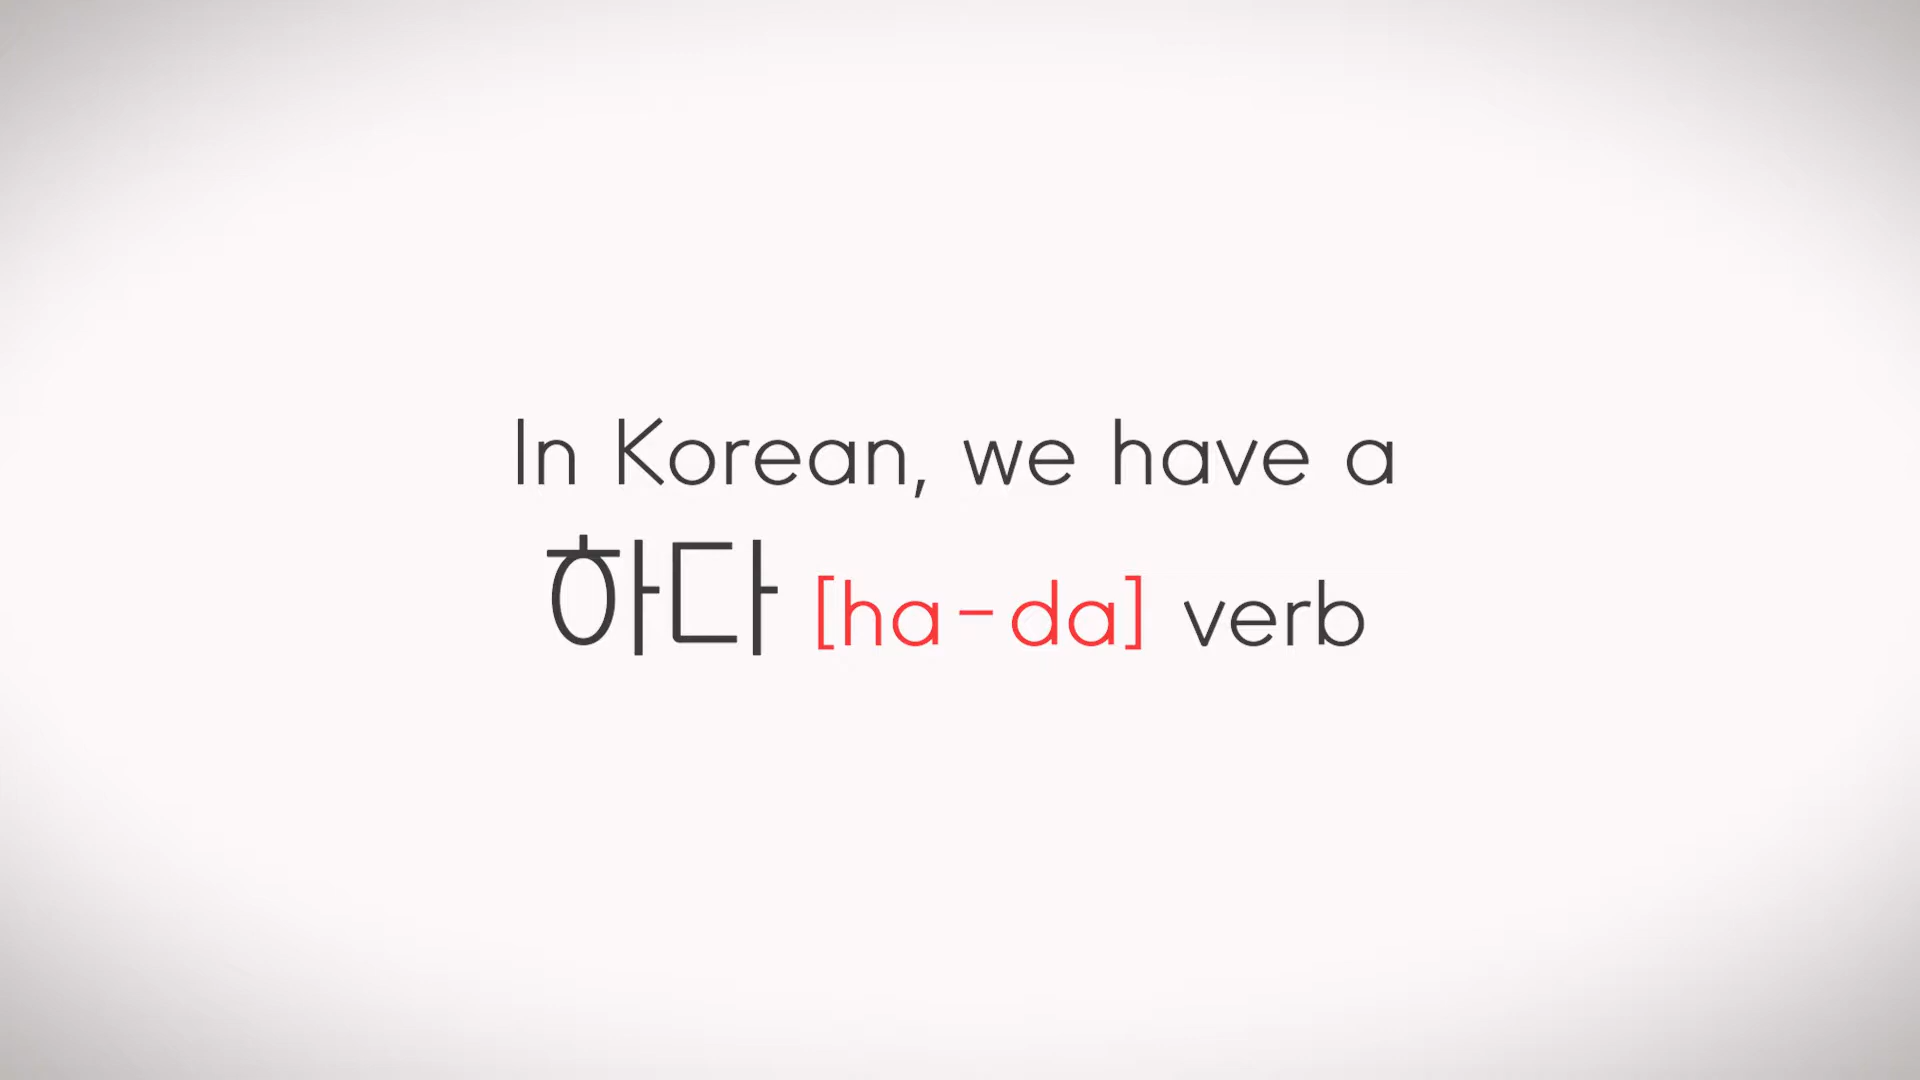 In Korean, we have a
하다 [ha-da] verb